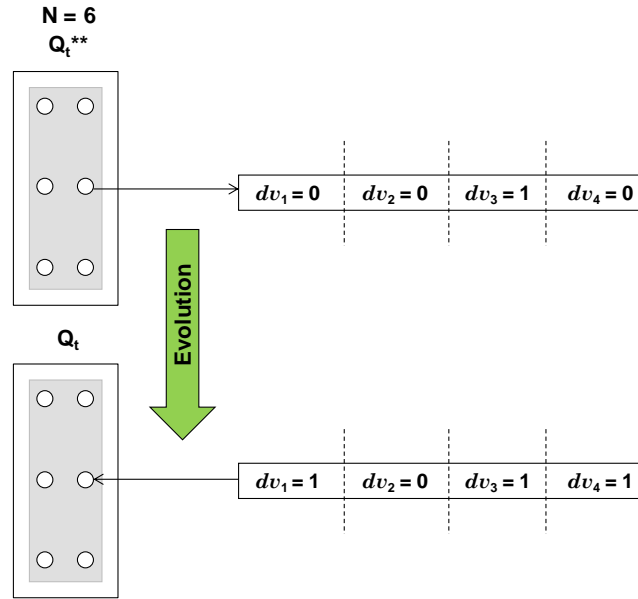 N = 6
Qₜ**
dv₁ = 0 dv₂ = 0 dv₃ = 1 dv₄ = 0
Evolution
Qₜ
dv₁ = 1 dv₂ = 0 dv₃ = 1 dv₄ = 1